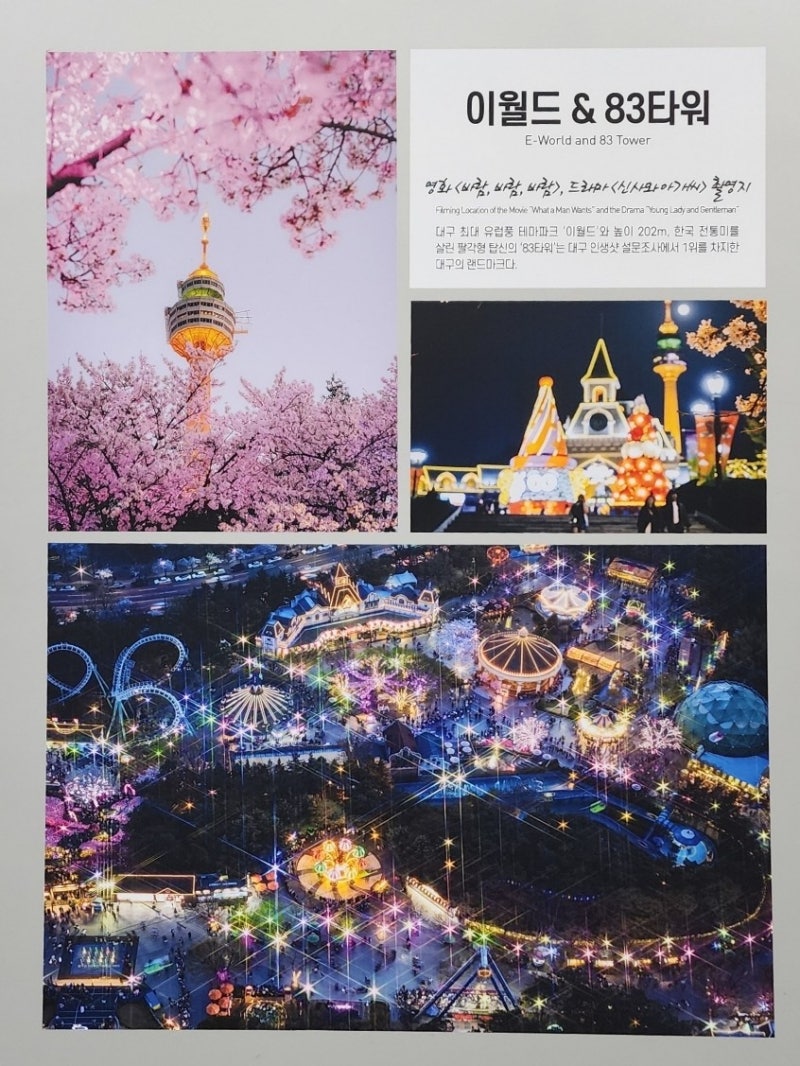 이월드 & 83타워
E-World and 83 Tower
영화 <바람, 바람, 바람>, 드라마 <신사와 아가씨> 촬영지
Filming Location of the Movie "What a Man Wants" and the Drama "Young Lady and Gentleman"
대구 최대 유럽풍 테마파크 '이월드'와 높이 202m, 한국 전통미를
살린 팔각형 탑신의 '83타워'는 대구 인생샷 설문조사에서 1위를 차지한
대구의 랜드마크다.